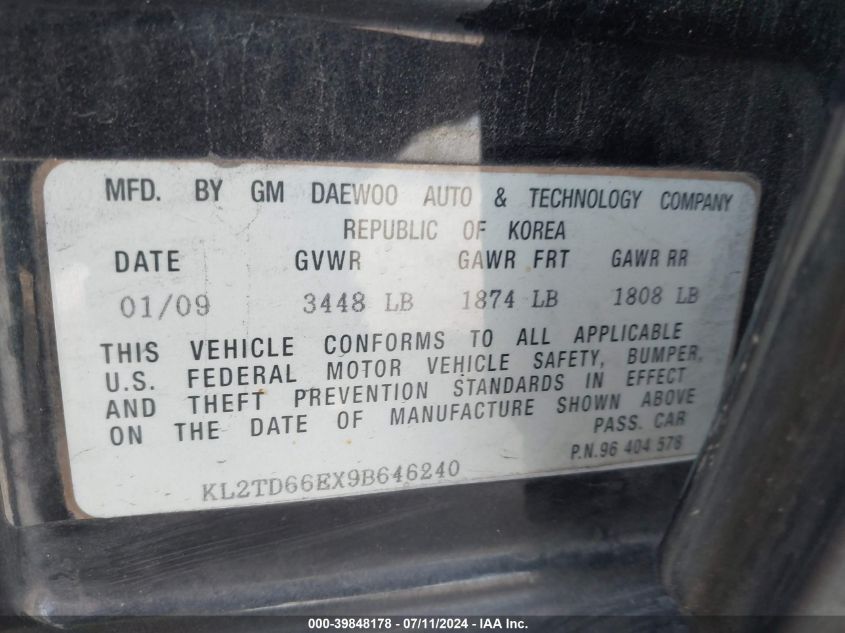 MFD. BY GM DAEWOO AUTO & TECHNOLOGY COMPANY
REPUBLIC OF KOREA
DATE GVWR GAWR FRT GAWR RR
01/09 3448 LB 1874 LB 1808 LB
THIS VEHICLE CONFORMS TO ALL APPLICABLE
U.S. FEDERAL MOTOR VEHICLE SAFETY, BUMPER,
AND THEFT PREVENTION STANDARDS IN EFFECT
ON THE DATE OF MANUFACTURE SHOWN ABOVE
PASS. CAR
P.N.96 404 578
KL2TD66EX9B646240
000-39848178 - 07/11/2024 - IAA Inc.